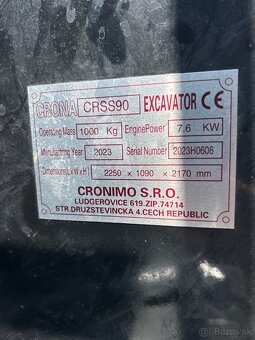 CRONA CRSS90 EXCAVATOR CE
Operating Mass 1000 Kg EnginePower 7.6 KW
Manufacturing Year 2023 Serial Number 2023H0606
Dimensions L x W x H 2250 × 1090 × 2170 mm
CRONIMO S.R.O.
LUDGEROVICE 619.ZIP.74714
STR.DRUZSTEVINCKA 4.CECH REPUBLIC
bazos.sk